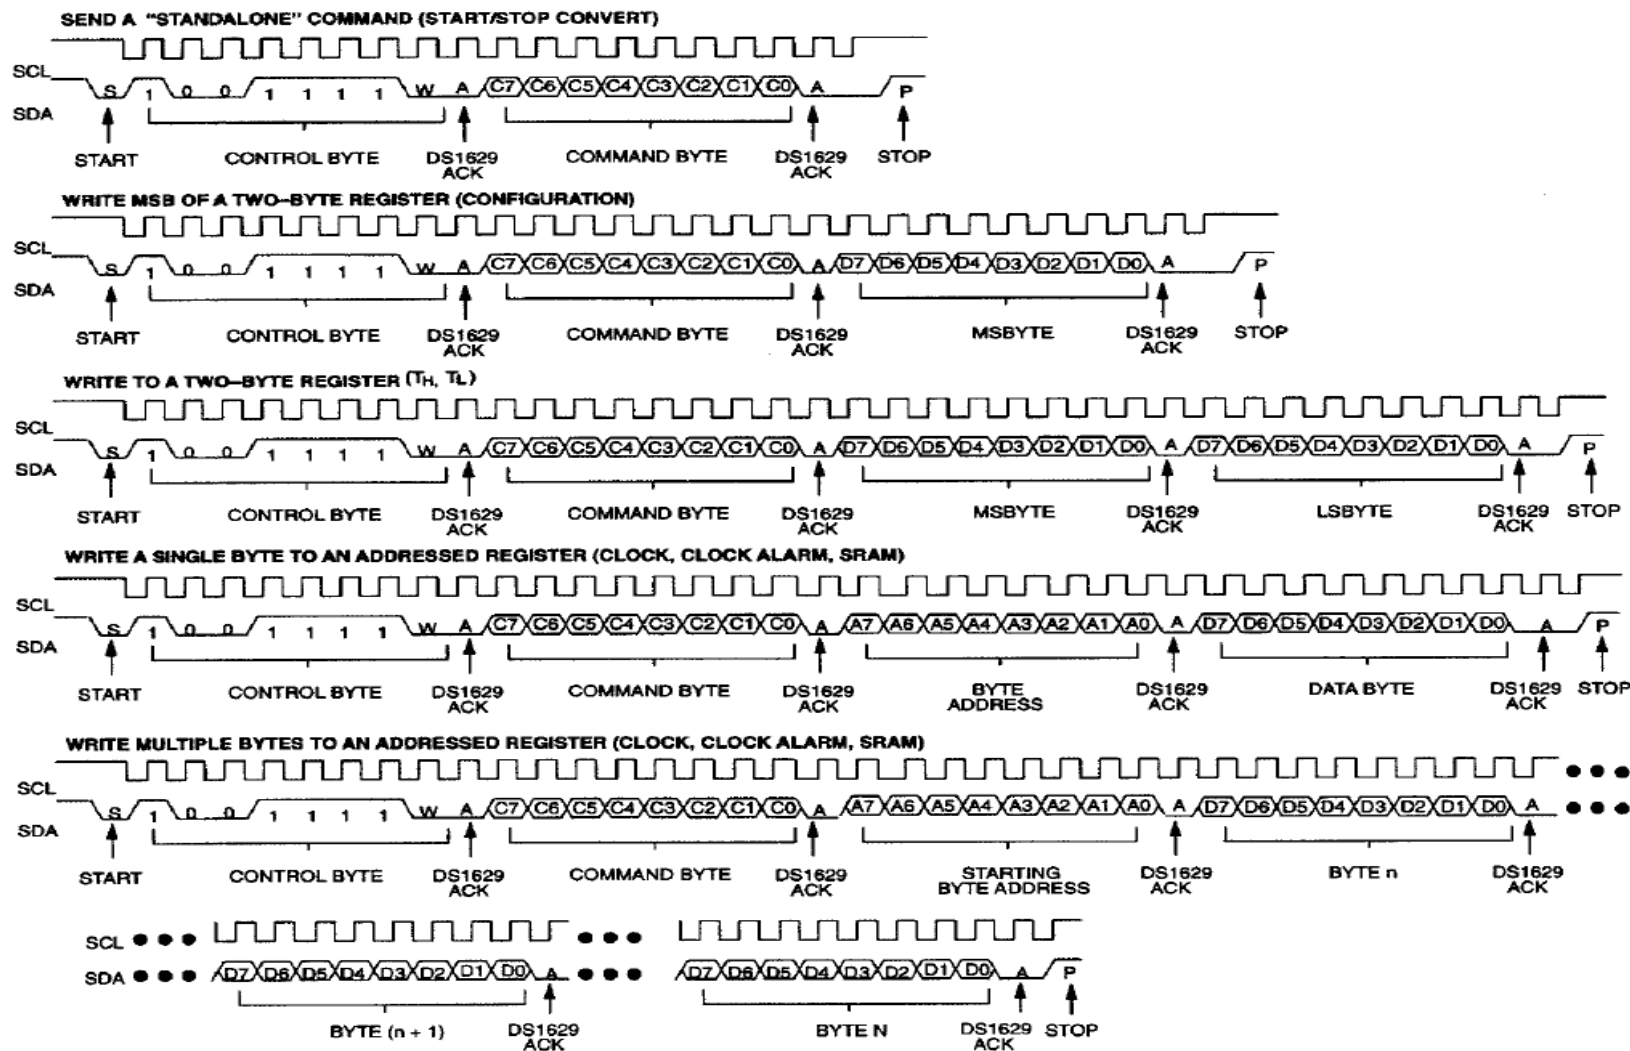 SEND A "STANDALONE" COMMAND (START/STOP CONVERT)
SCL
S 1 0 0 1 1 1 1 W A C7 C6 C5 C4 C3 C2 C1 C0 A P
SDA
START CONTROL BYTE DS1629 ACK COMMAND BYTE DS1629 ACK STOP
WRITE MSB OF A TWO-BYTE REGISTER (CONFIGURATION)
SCL
S 1 0 0 1 1 1 1 W A C7 C6 C5 C4 C3 C2 C1 C0 A D7 D6 D5 D4 D3 D2 D1 D0 A P
SDA
START CONTROL BYTE DS1629 ACK COMMAND BYTE DS1629 ACK MSBYTE DS1629 ACK STOP
WRITE TO A TWO-BYTE REGISTER (TH, TL)
SCL
S 1 0 0 1 1 1 1 W A C7 C6 C5 C4 C3 C2 C1 C0 A D7 D6 D5 D4 D3 D2 D1 D0 A D7 D6 D5 D4 D3 D2 D1 D0 A P
SDA
START CONTROL BYTE DS1629 ACK COMMAND BYTE DS1629 ACK MSBYTE DS1629 ACK LSBYTE DS1629 ACK STOP
WRITE A SINGLE BYTE TO AN ADDRESSED REGISTER (CLOCK, CLOCK ALARM, SRAM)
SCL
S 1 0 0 1 1 1 1 W A C7 C6 C5 C4 C3 C2 C1 C0 A A7 A6 A5 A4 A3 A2 A1 A0 A D7 D6 D5 D4 D3 D2 D1 D0 A P
SDA
START CONTROL BYTE DS1629 ACK COMMAND BYTE DS1629 ACK BYTE ADDRESS DS1629 ACK DATA BYTE DS1629 ACK STOP
WRITE MULTIPLE BYTES TO AN ADDRESSED REGISTER (CLOCK, CLOCK ALARM, SRAM)
SCL
S 1 0 0 1 1 1 1 W A C7 C6 C5 C4 C3 C2 C1 C0 A A7 A6 A5 A4 A3 A2 A1 A0 A D7 D6 D5 D4 D3 D2 D1 D0 A
SDA
START CONTROL BYTE DS1629 ACK COMMAND BYTE DS1629 ACK STARTING BYTE ADDRESS DS1629 ACK BYTE n DS1629 ACK
SCL
SDA D7 D6 D5 D4 D3 D2 D1 D0 A D7 D6 D5 D4 D3 D2 D1 D0 A P
BYTE (n + 1) DS1629 ACK BYTE N DS1629 ACK STOP